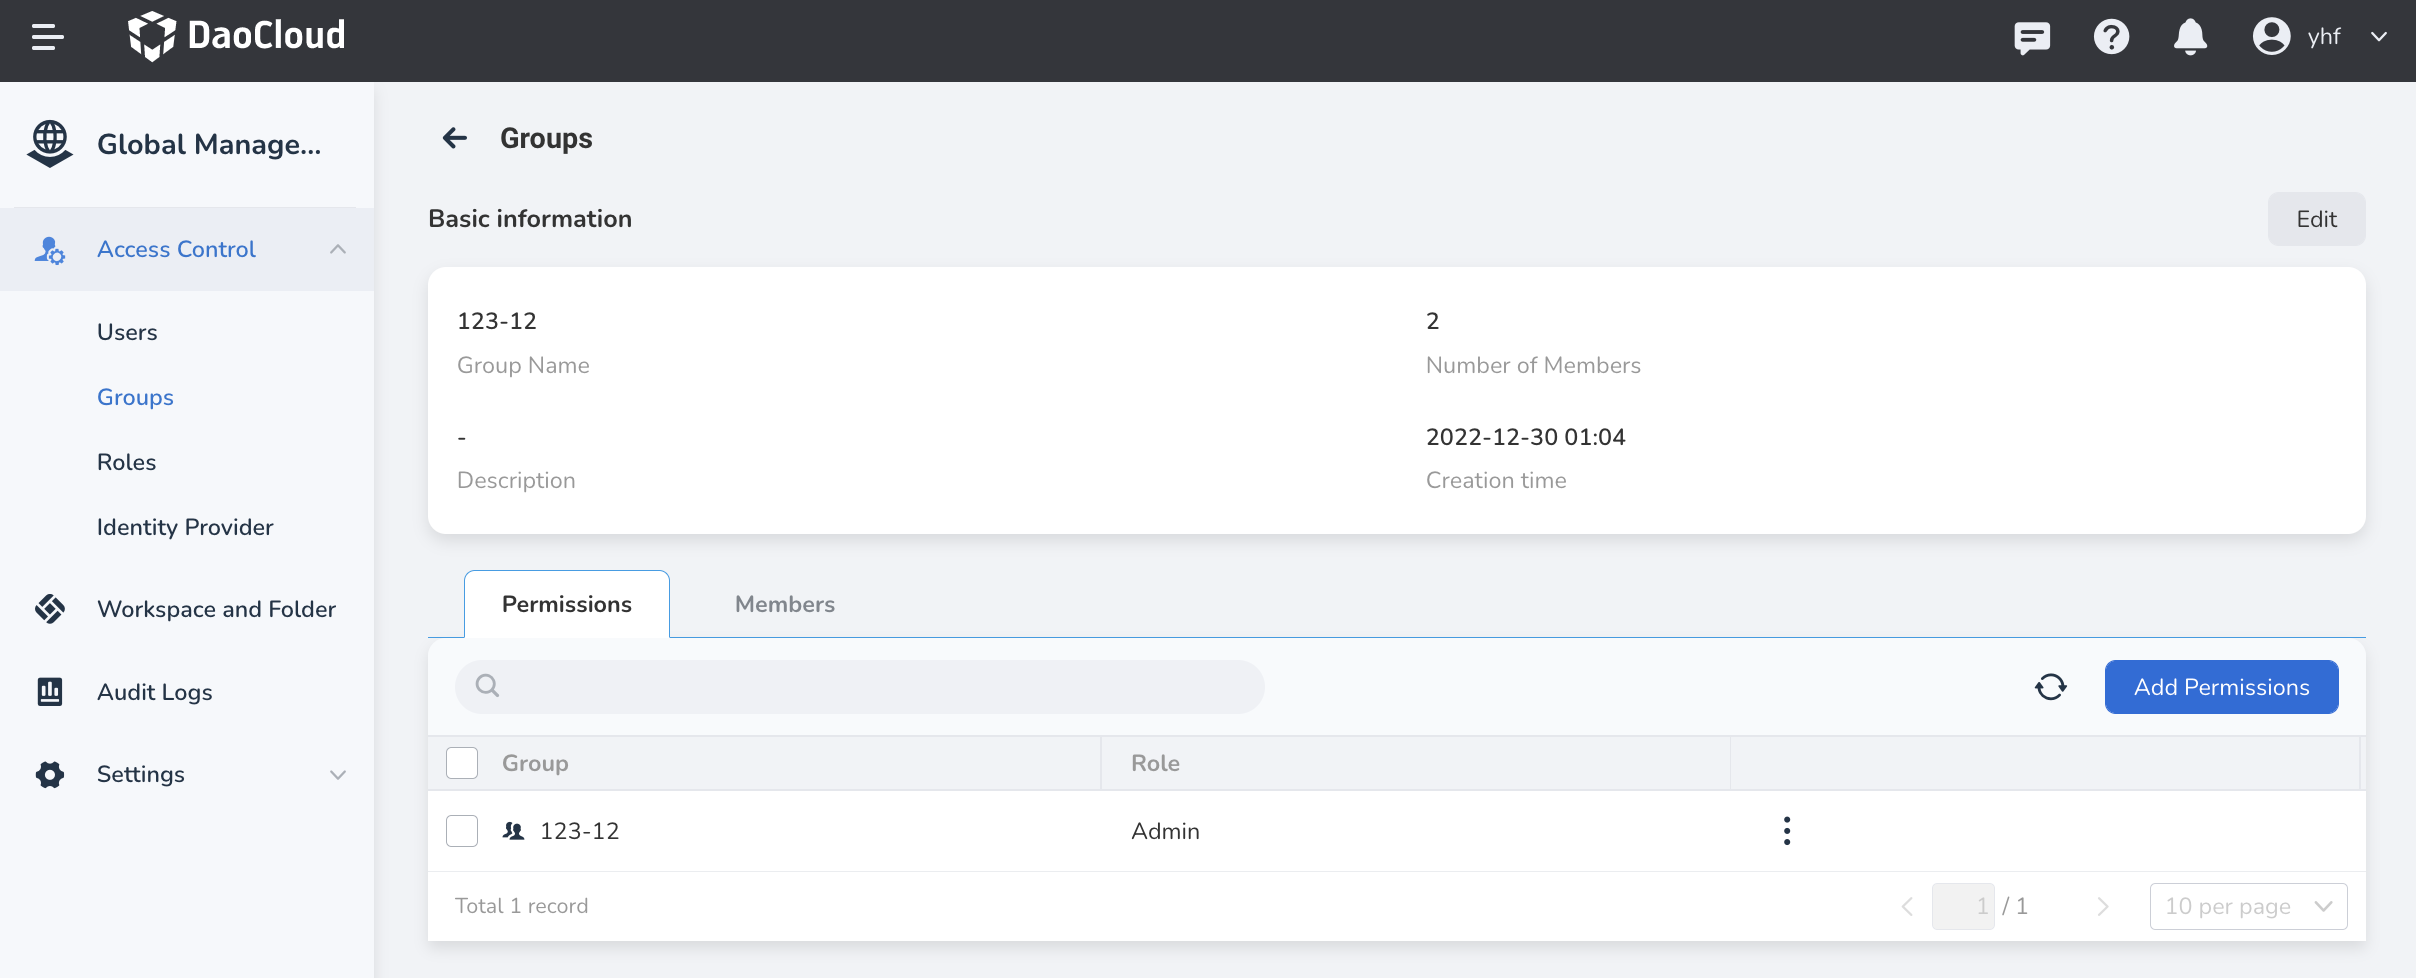 DaoCloud
yhf
Global Manage...
Access Control
Users
Groups
Roles
Identity Provider
Workspace and Folder
Audit Logs
Settings
Groups
Basic information
Edit
123-12
Group Name
2
Number of Members
-
Description
2022-12-30 01:04
Creation time
Permissions
Members
Add Permissions
Group
Role
123-12
Admin
Total 1 record
1 / 1
10 per page